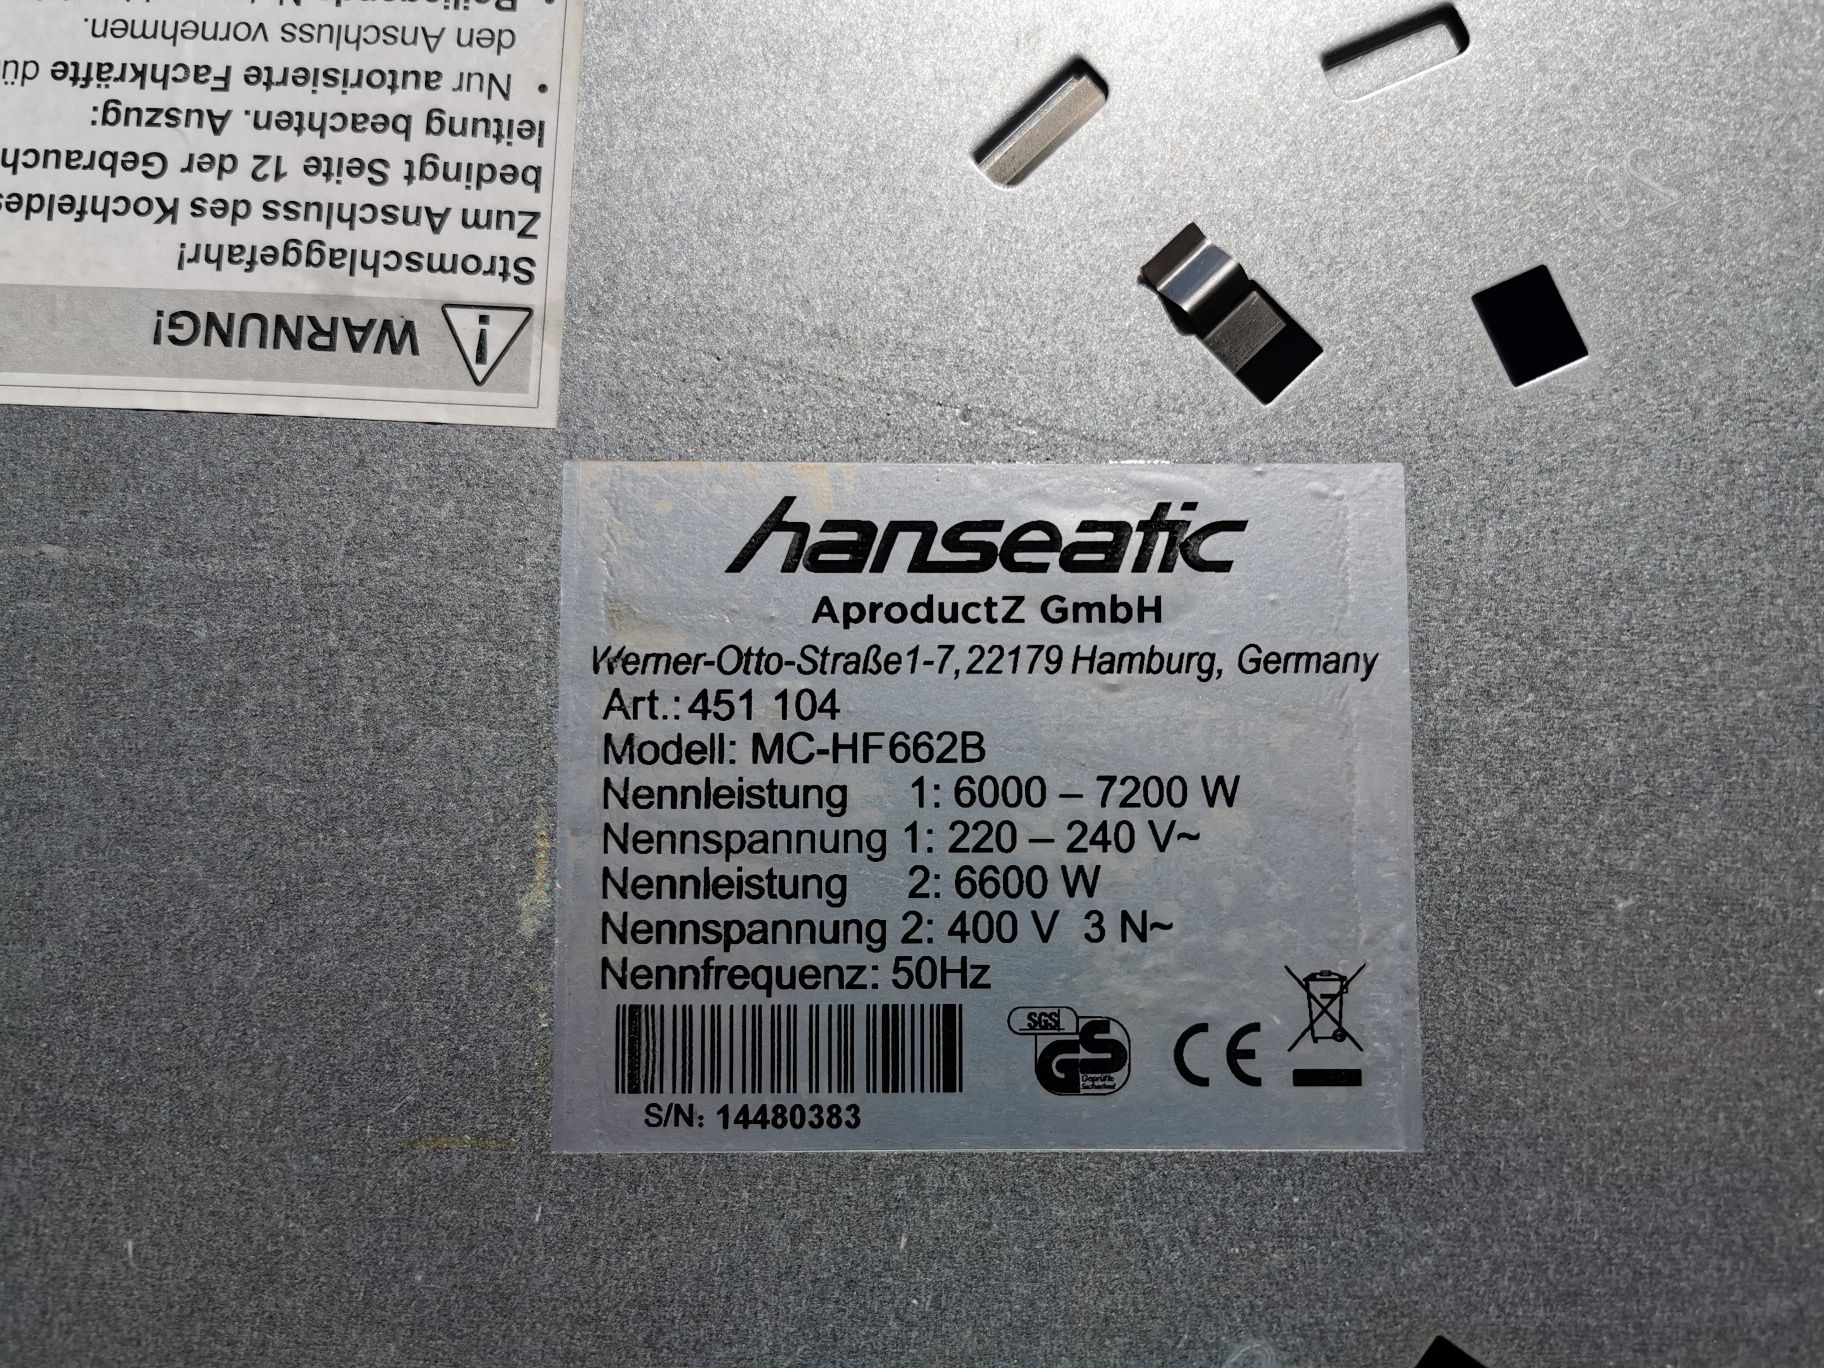 WARNUNG!
Stromschlaggefahr!
Zum Anschluss des Kochfeldes
bedingt Seite 12 der Gebrauch
leitung beachten. Auszug:
• Nur autorisierte Fachkräfte dü
den Anschluss vornehmen.
hanseatic
AproductZ GmbH
Werner-Otto-Straße1-7,22179 Hamburg, Germany
Art.: 451 104
Modell: MC-HF662B
Nennleistung 1: 6000 – 7200 W
Nennspannung 1: 220 – 240 V~
Nennleistung 2: 6600 W
Nennspannung 2: 400 V 3 N~
Nennfrequenz: 50Hz
SGS
GS
Geprüfte
Sicherheit
CE
S/N: 14480383